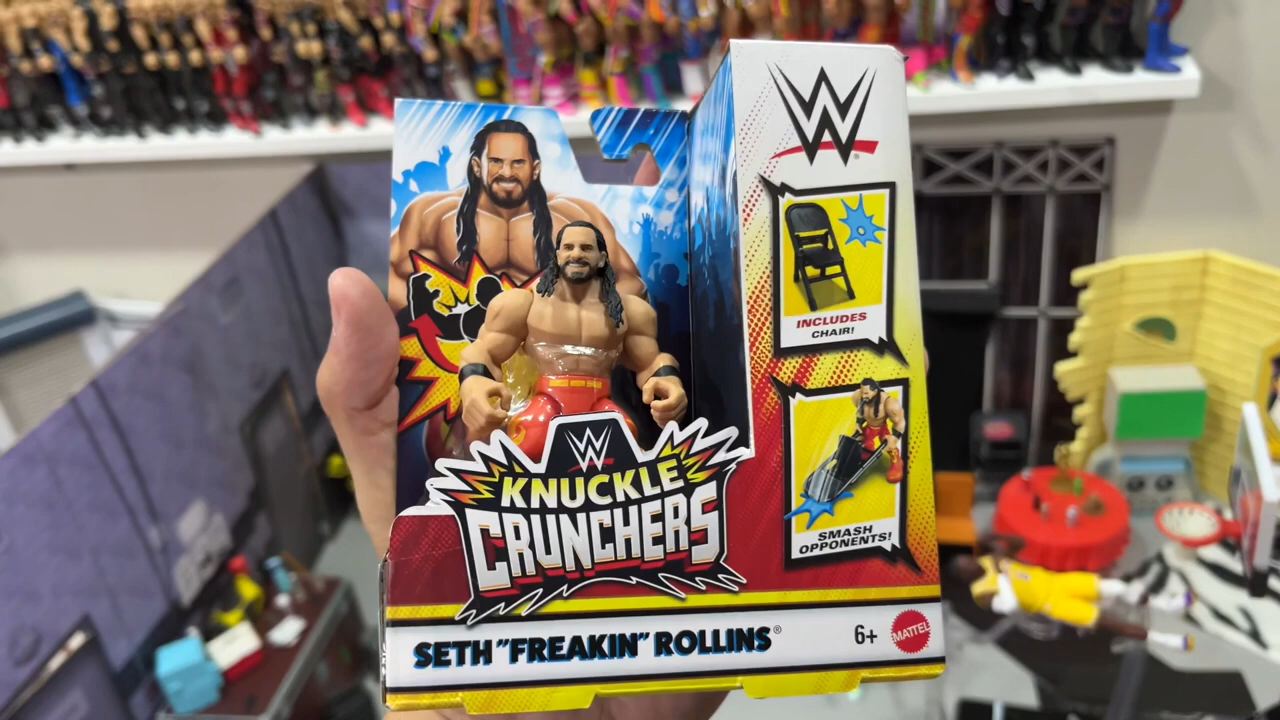 W
INCLUDES
CHAIR!
SMASH
OPPONENTS!
W
KNUCKLE
CRUNCHERS
SETH "FREAKIN" ROLLINS®
6+
MATTEL